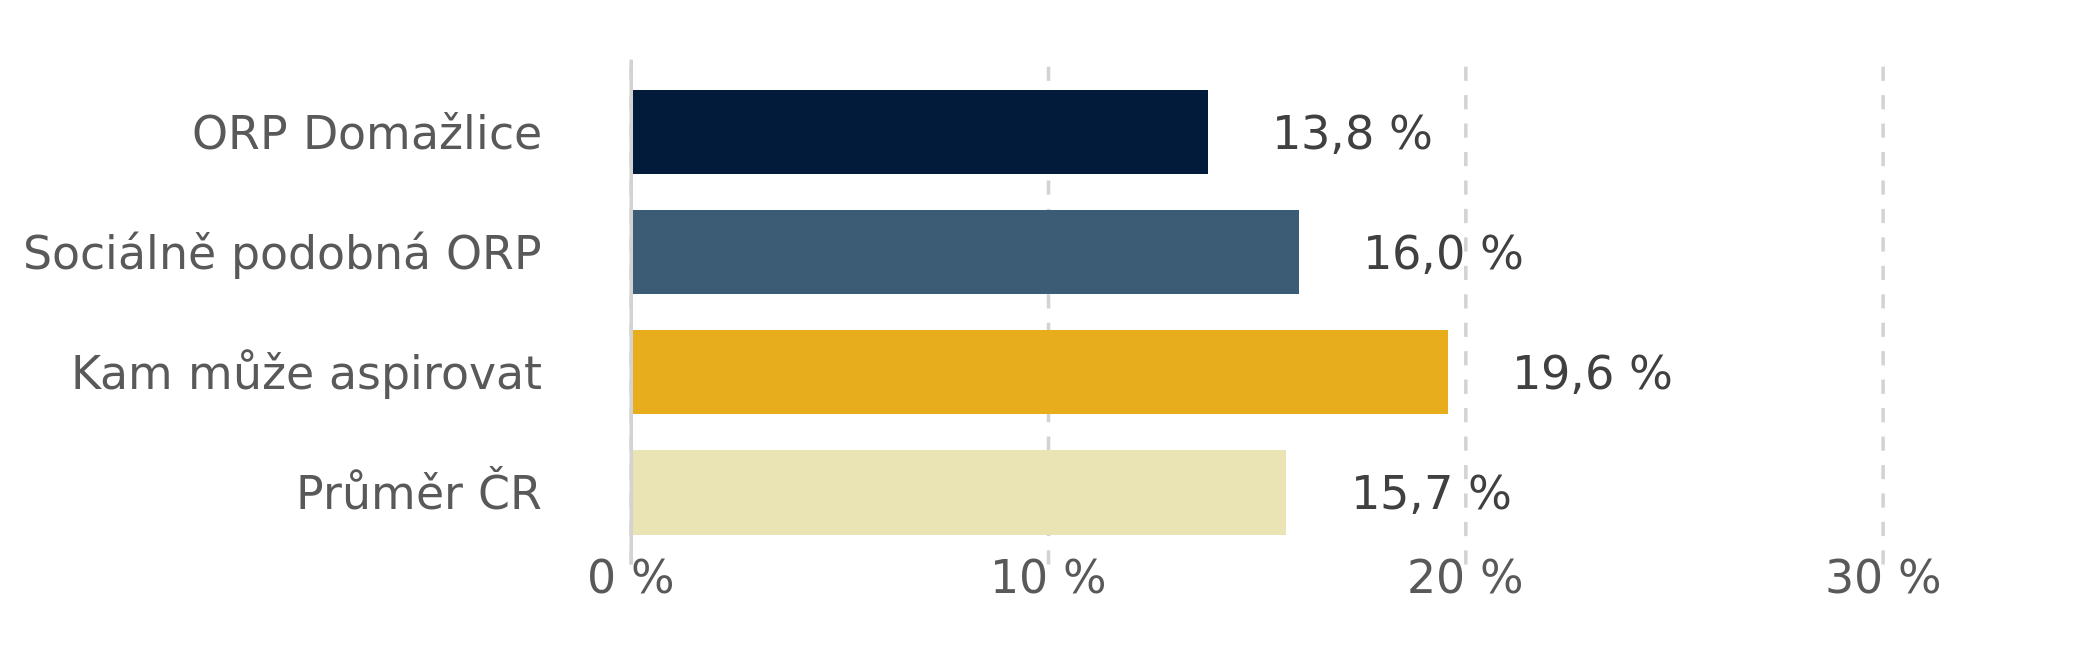 ORP Domažlice 13,8 %
Sociálně podobná ORP 16,0 %
Kam může aspirovat 19,6 %
Průměr ČR 15,7 %
0 % 10 % 20 % 30 %